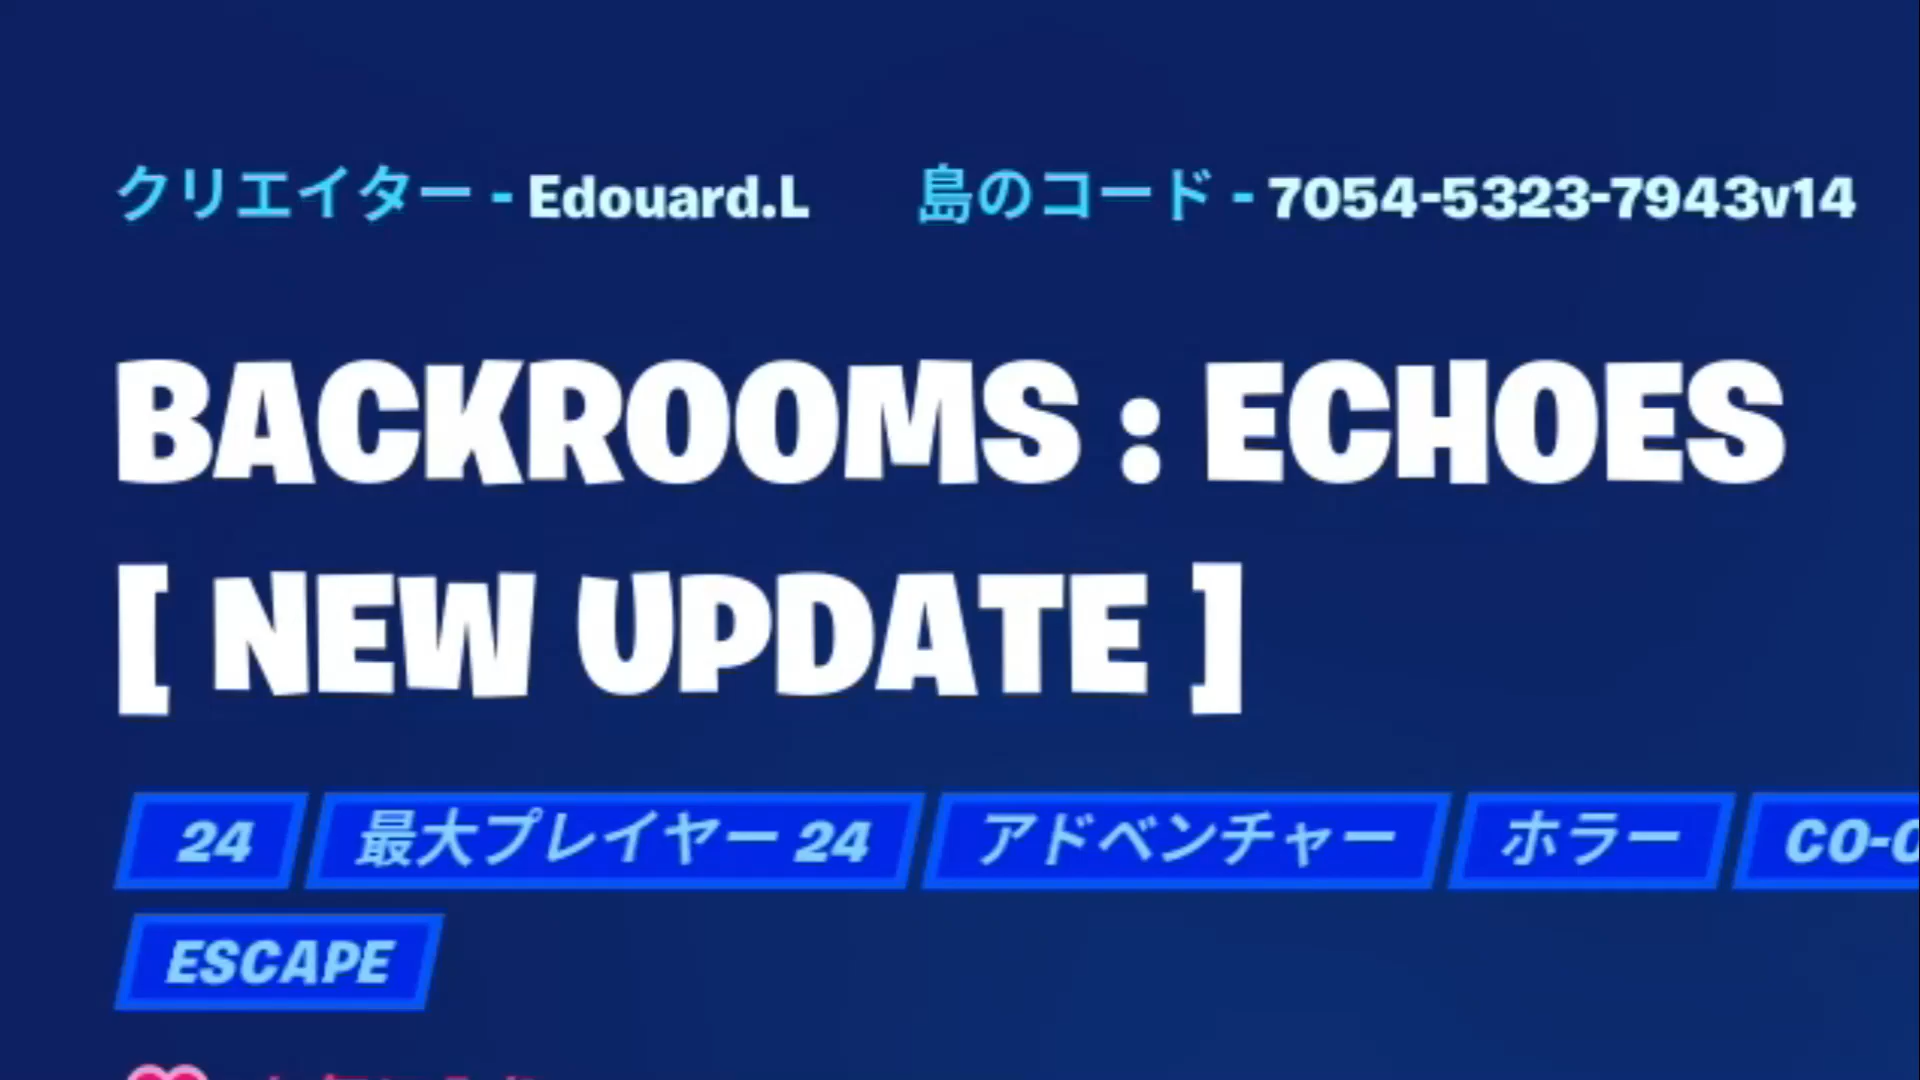 クリエイター - Edouard.L 島のコード - 7054-5323-7943v14
BACKROOMS : ECHOES
[ NEW UPDATE ]
24 最大プレイヤー 24 アドベンチャー ホラー
ESCAPE